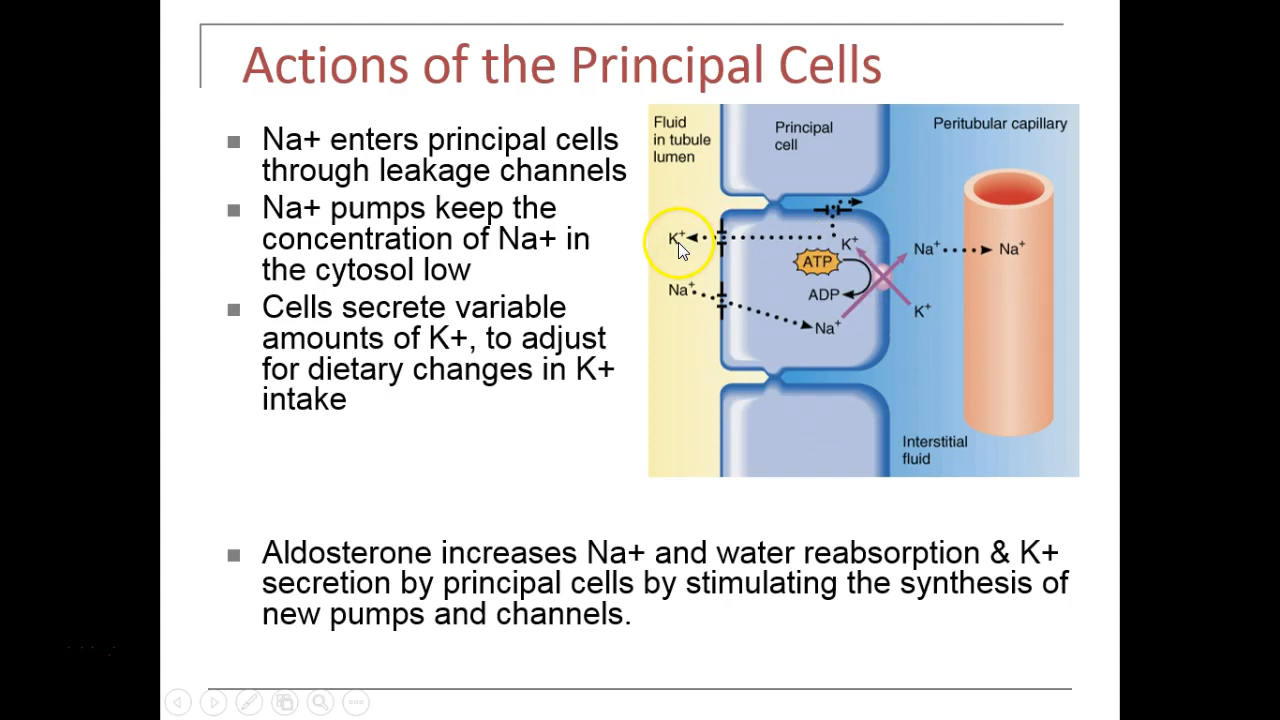 Actions of the Principal Cells
Na+ enters principal cells
through leakage channels
Na+ pumps keep the
concentration of Na+ in
the cytosol low
Cells secrete variable
amounts of K+, to adjust
for dietary changes in K+
intake
Fluid
in tubule
lumen
Principal
cell
Peritubular capillary
K+
K+
Na+
Na+
ATP
Na+
ADP
K+
Na+
Interstitial
fluid
Aldosterone increases Na+ and water reabsorption & K+
secretion by principal cells by stimulating the synthesis of
new pumps and channels.